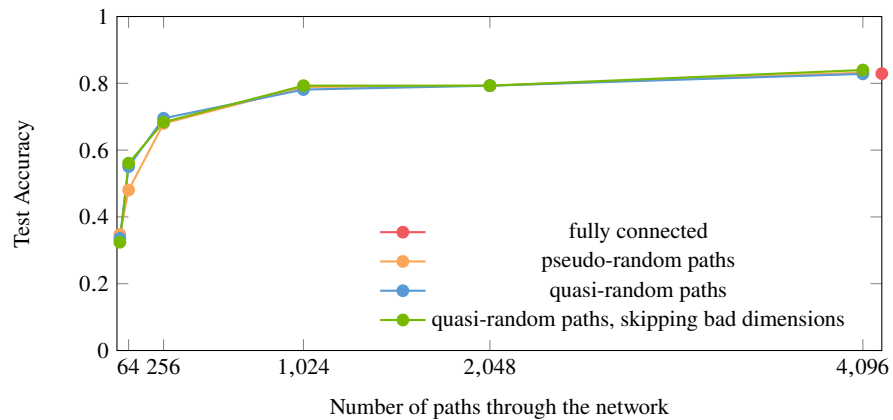 1
0.8
0.6
0.4
0.2
0
Test Accuracy
fully connected
pseudo-random paths
quasi-random paths
quasi-random paths, skipping bad dimensions
64 256 1,024 2,048 4,096
Number of paths through the network